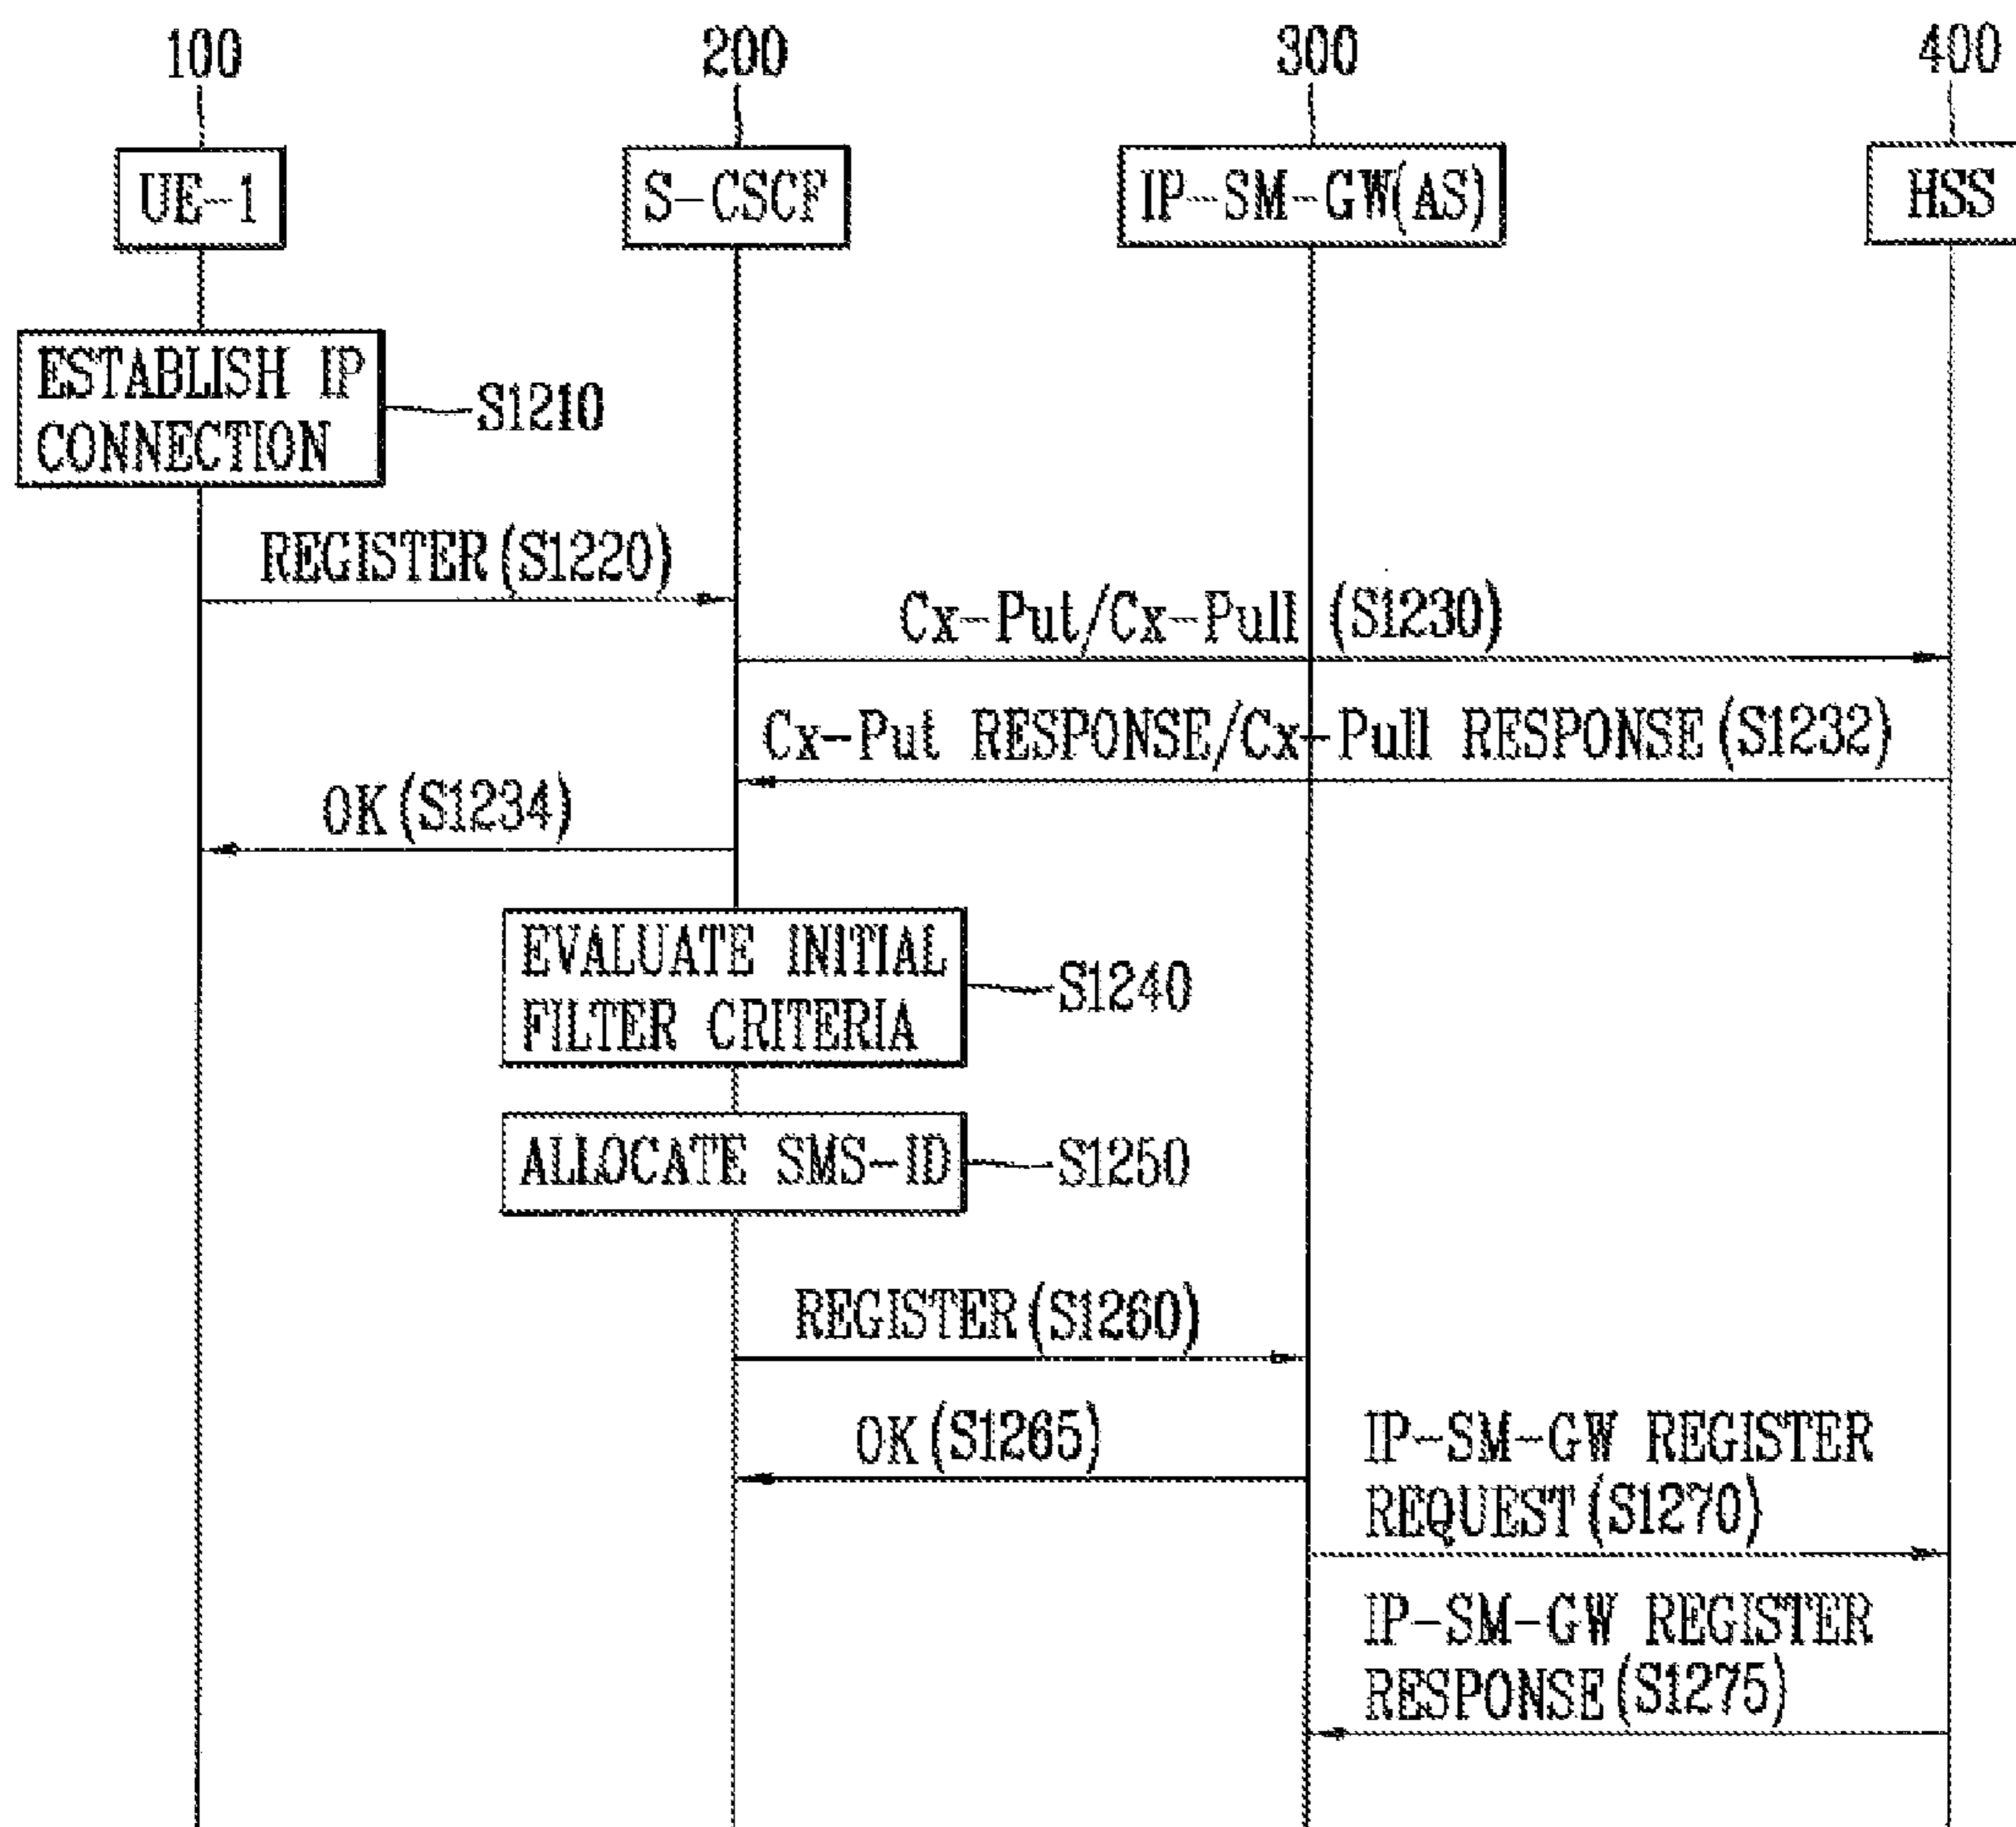 100 200 300 400
UE-1 S-CSCF IP-SM-GW(AS) HSS
ESTABLISH IP
CONNECTION
S1210
REGISTER(S1220)
Cx-Put/Cx-Pull (S1230)
Cx-Put RESPONSE/Cx-Pull RESPONSE(S1232)
OK(S1234)
EVALUATE INITIAL
FILTER CRITERIA
S1240
ALLOCATE SMS-ID
S1250
REGISTER(S1260)
OK(S1265)
IP-SM-GW REGISTER
REQUEST(S1270)
IP-SM-GW REGISTER
RESPONSE(S1275)